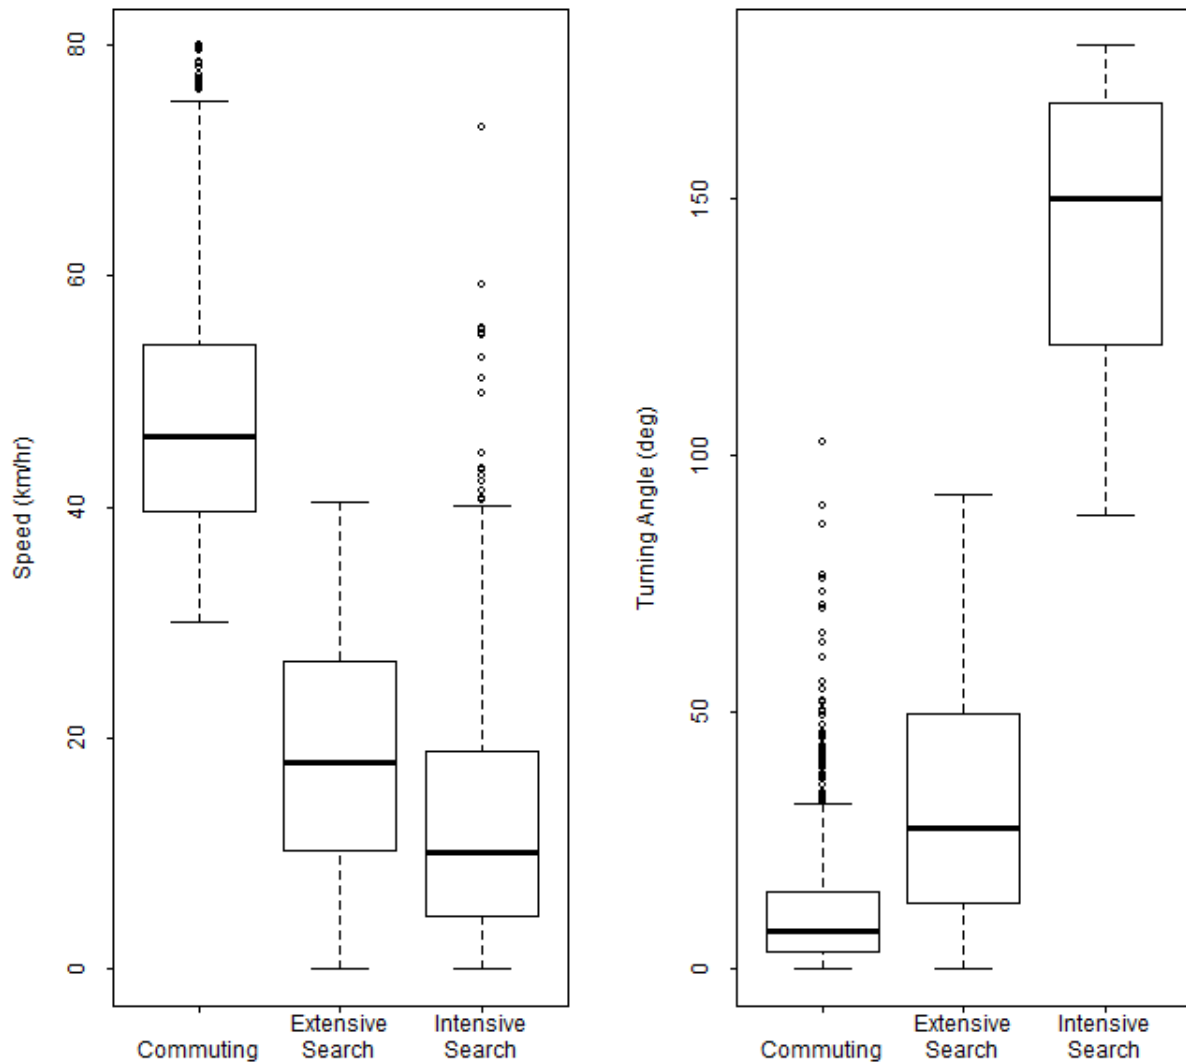 Speed (km/hr)
80
60
40
20
0
Commuting
Extensive
Search
Intensive
Search
Turning Angle (deg)
150
100
50
0
Commuting
Extensive
Search
Intensive
Search